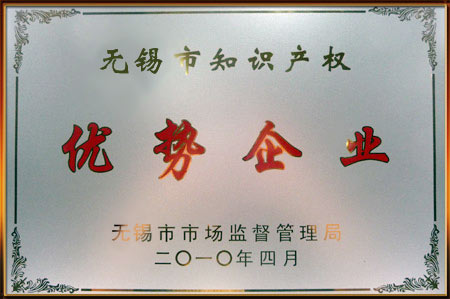 无锡市知识产权
优势企业
无锡市市场监督管理局
二〇一〇年四月